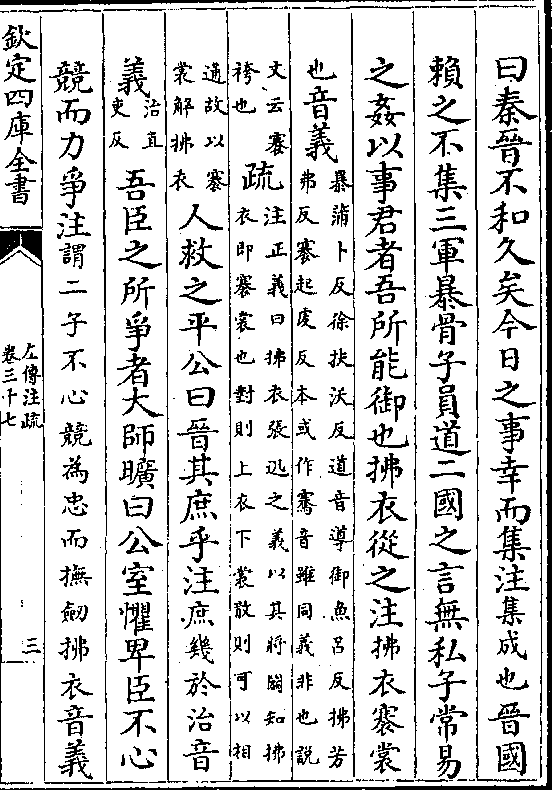 曰秦晉不和久矣今日之事幸而集注集成也晉國
賴之不集三軍暴骨子員道二國之言無私子常易
之姦以事君者吾所能御也拂衣從之注拂衣褰裳
也音義
暴蒲卜反徐扶沃反道音導御魚呂反拂芳
弗反褰起虔反本或作騫音雖同義非也說
文云褰
袴也
疏
注正義曰拂衣張迅之義以其將鬭知拂
衣即褰裳也對則上衣下裳散則可以相
通故以褰
裳解拂衣
人救之平公曰晉其庶乎注庶幾於治音
義
治直
吏反
吾臣之所爭者大師曠曰公室懼卑臣不心
競而力爭注謂二子不心競為忠而撫劒拂衣音義
欽定四庫全書
左傳注疏
卷三十七
三